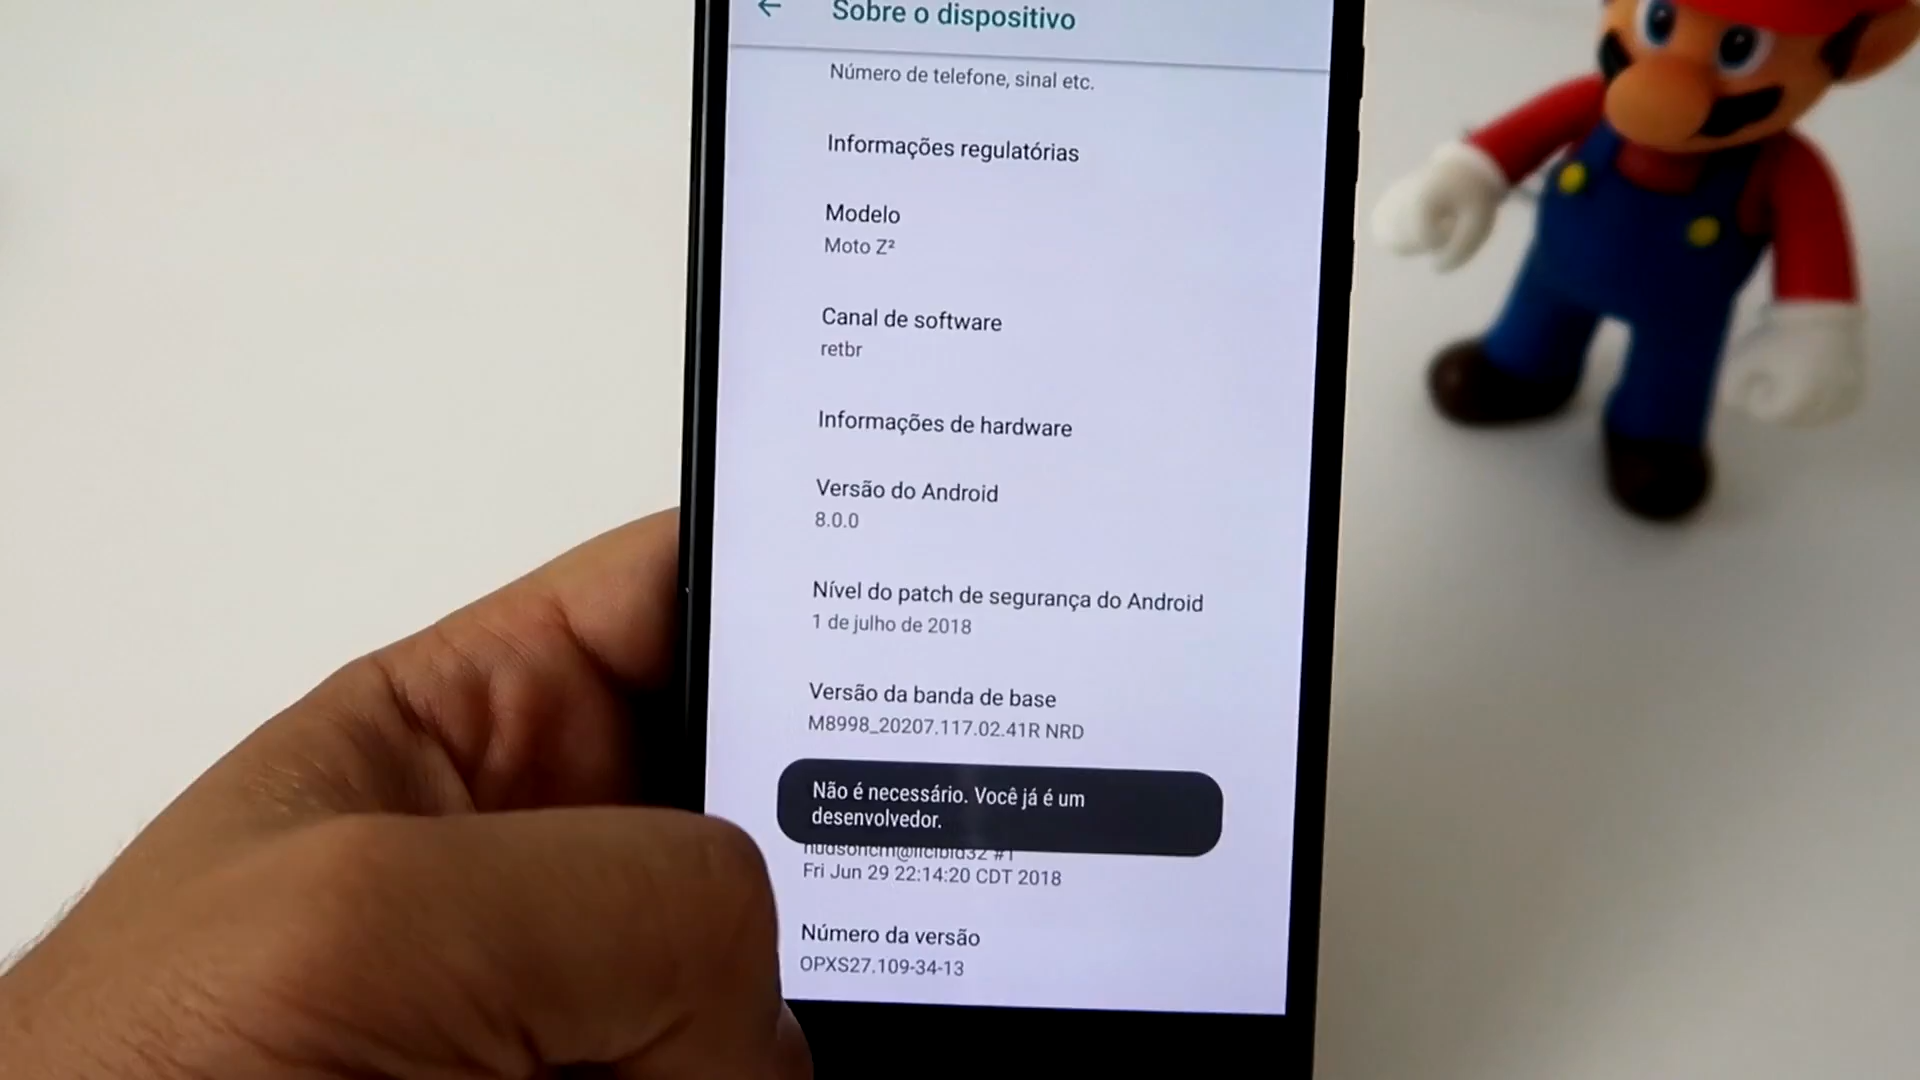 Sobre o dispositivo
Número de telefone, sinal etc.
Informações regulatórias
Modelo
Moto Z²
Canal de software
retbr
Informações de hardware
Versão do Android
8.0.0
Nível do patch de segurança do Android
1 de julho de 2018
Versão da banda de base
M8998_20207.117.02.41R NRD
Não é necessário. Você já é um
desenvolvedor.
#1
Fri Jun 29 22:14:20 CDT 2018
Número da versão
OPXS27.109-34-13